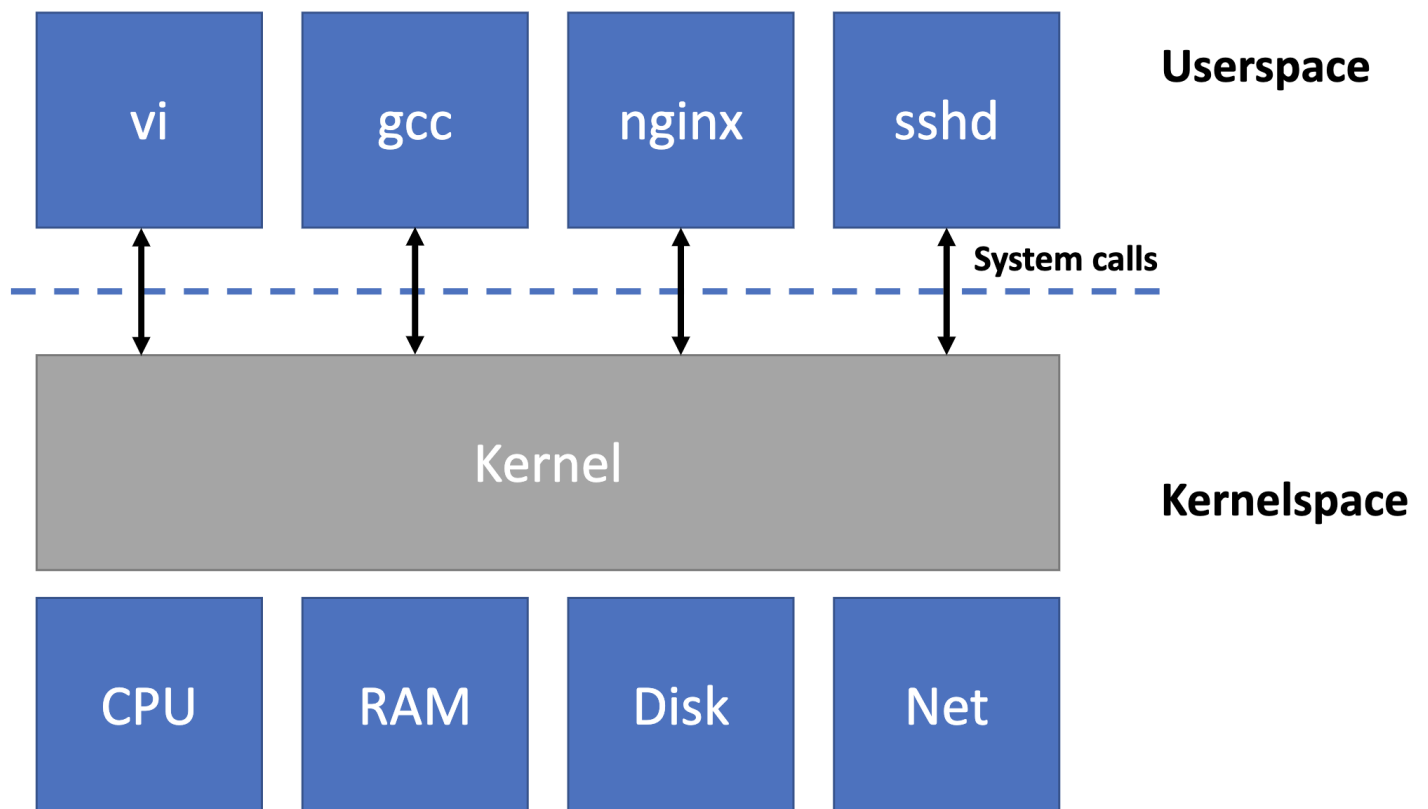 vi
gcc
nginx
sshd
Userspace
System calls
Kernel
Kernelspace
CPU
RAM
Disk
Net